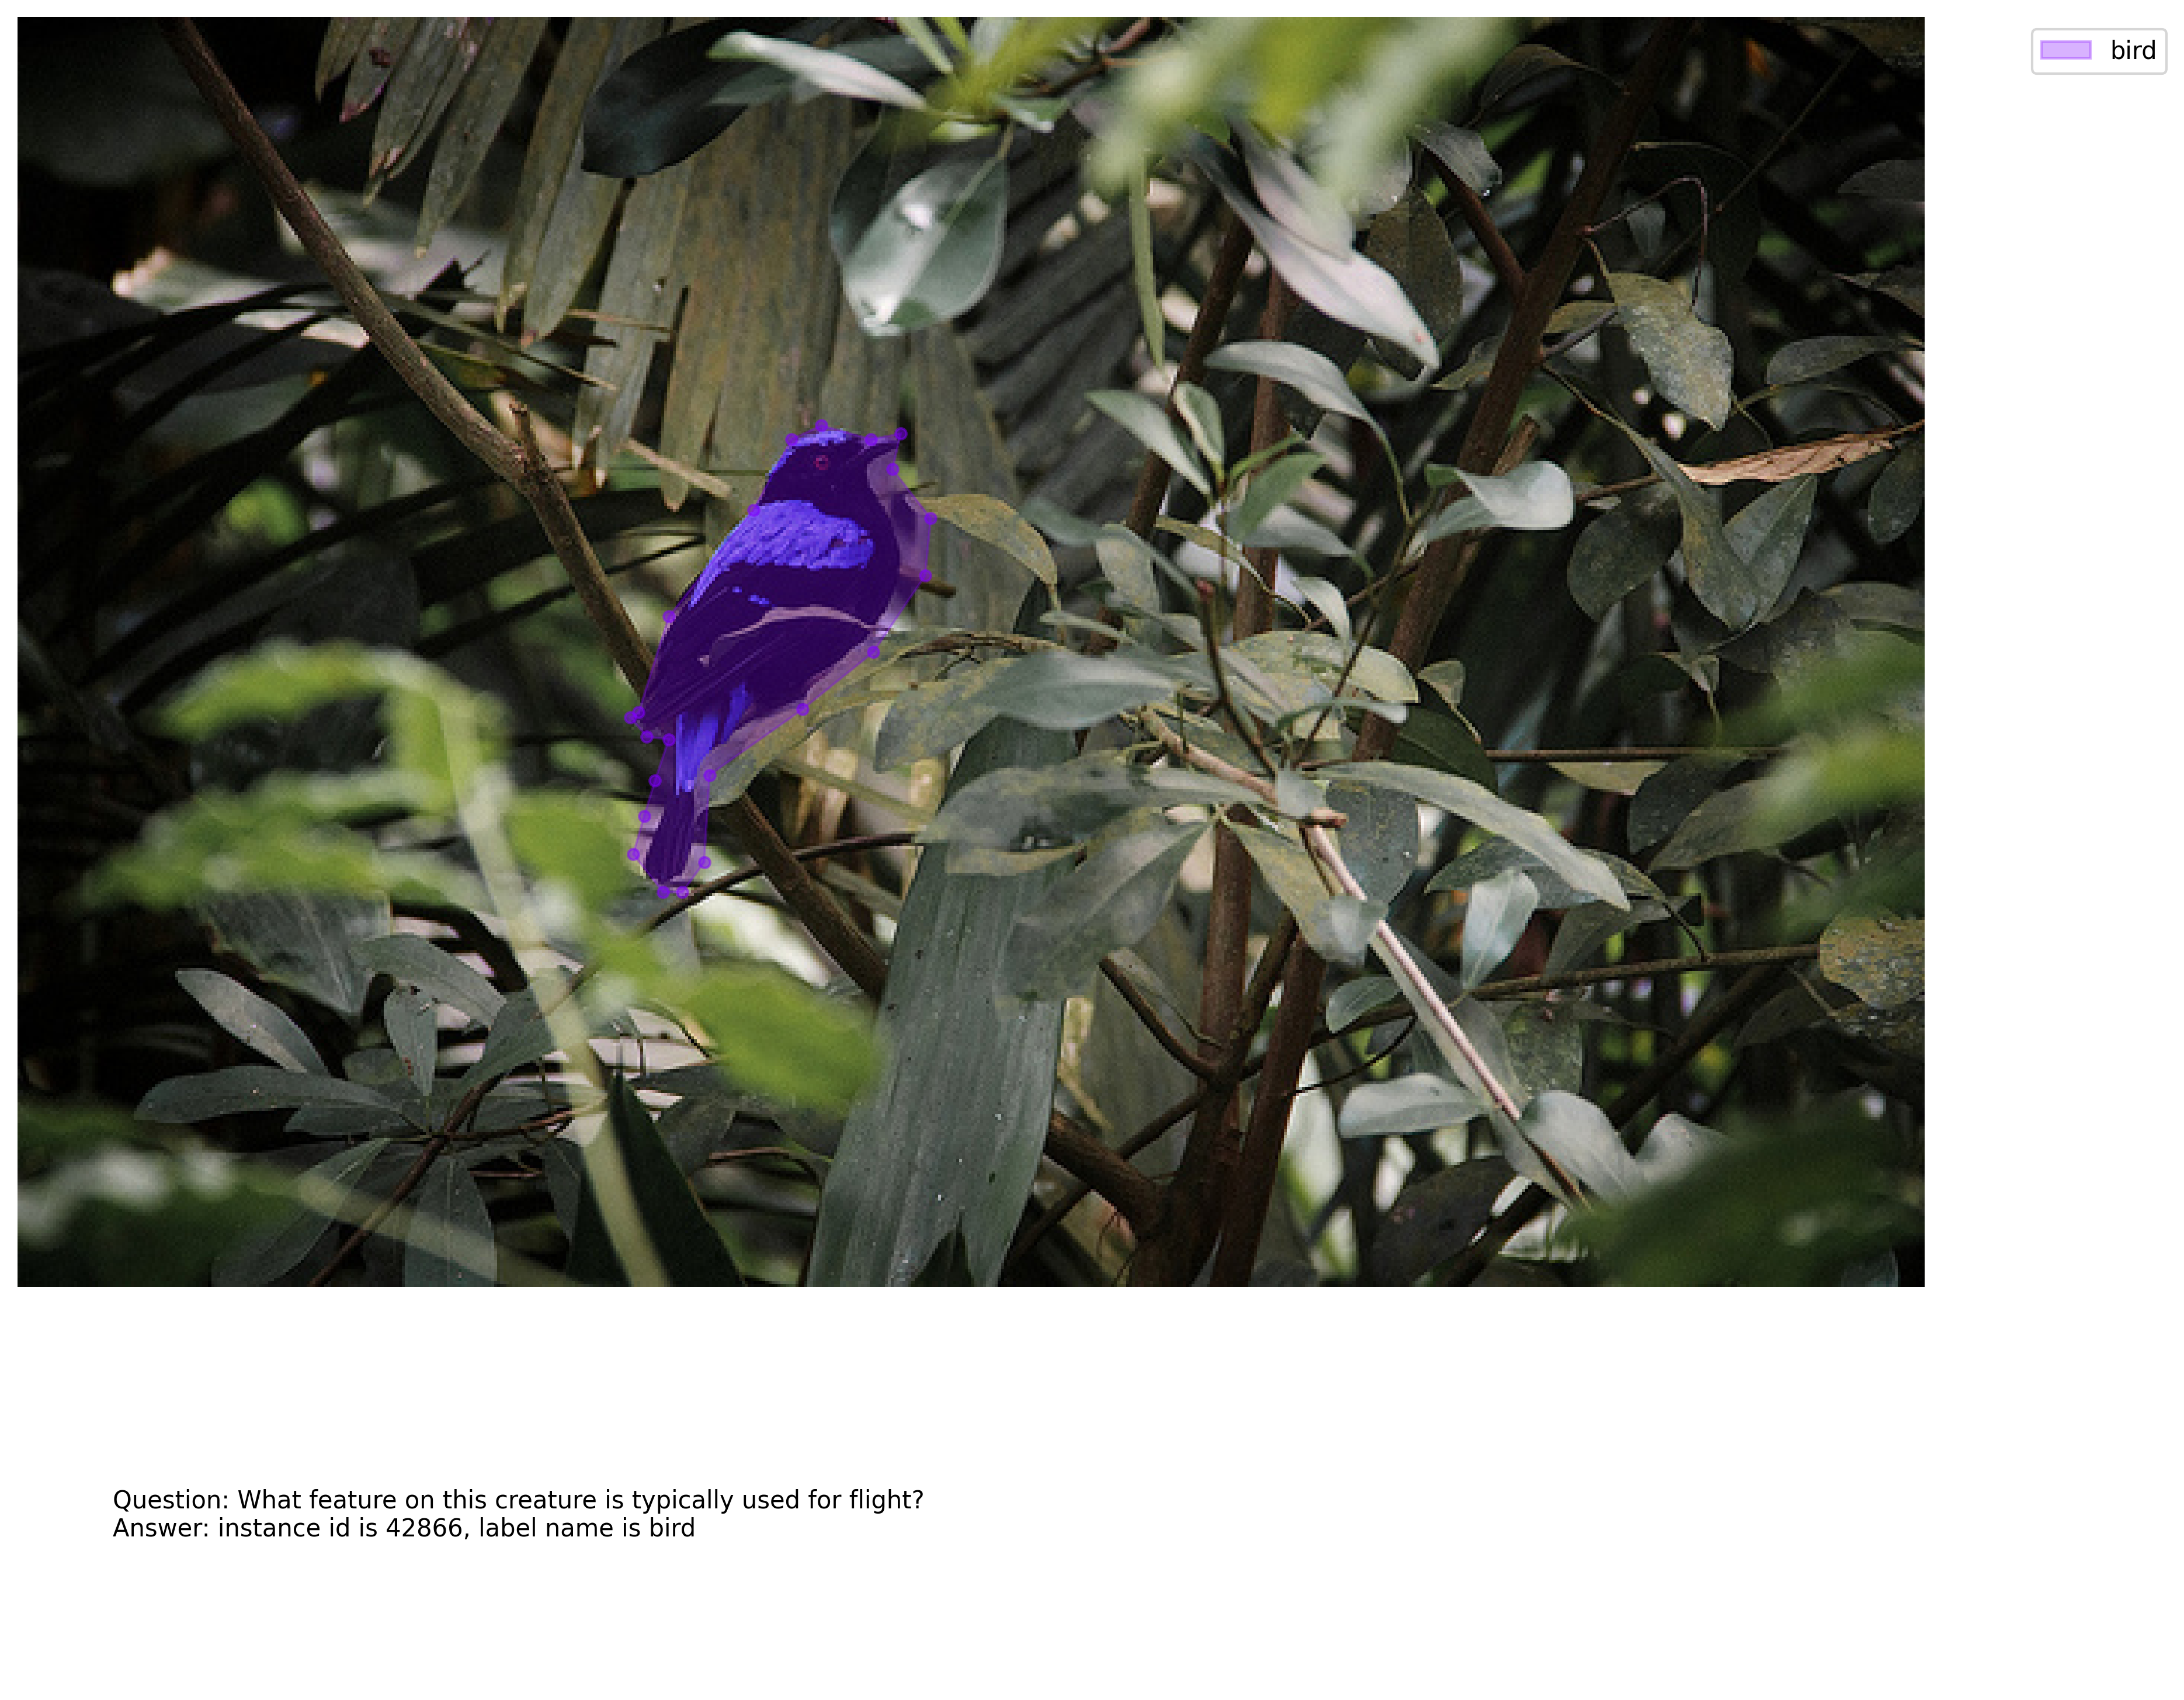 bird
Question: What feature on this creature is typically used for flight?
Answer: instance id is 42866, label name is bird